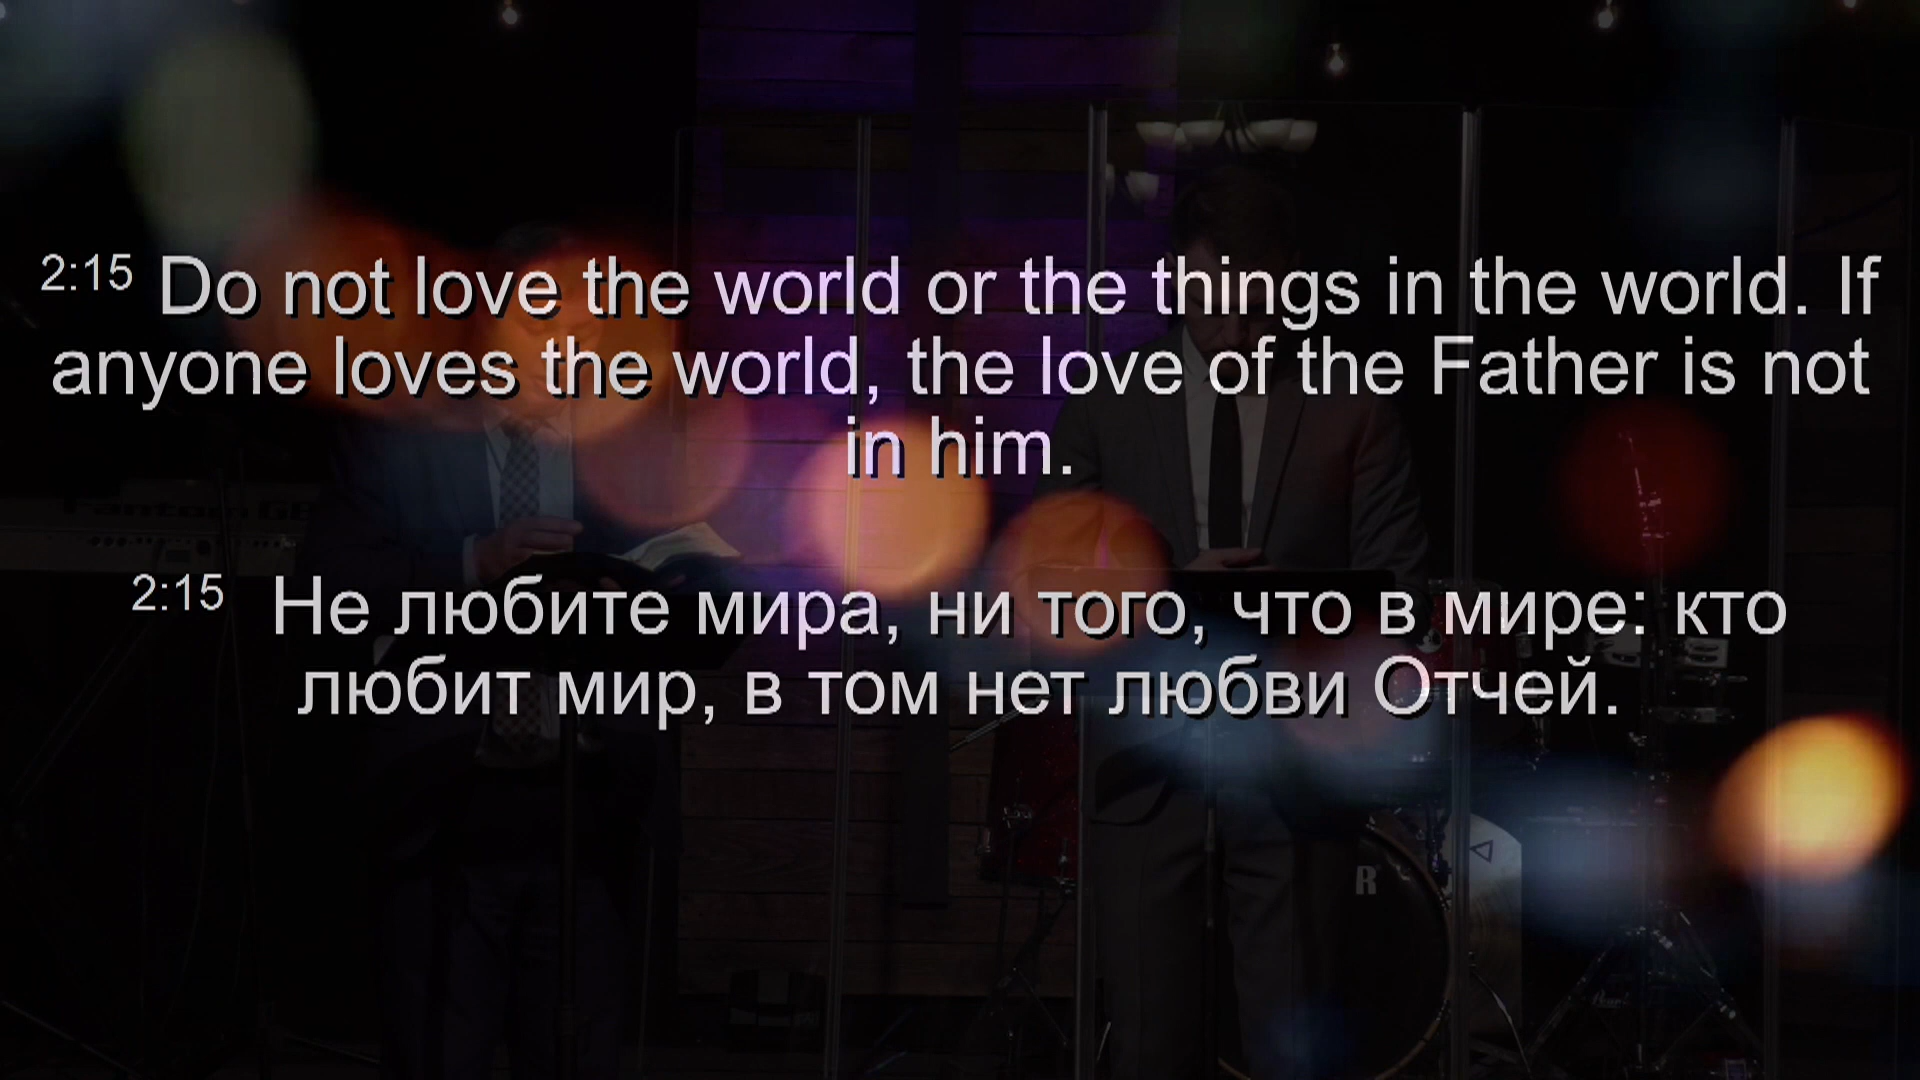 2:15 Do not love the world or the things in the world. If
anyone loves the world, the love of the Father is not
in him.
2:15 Не любите мира, ни того, что в мире: кто
любит мир, в том нет любви Отчей.
R